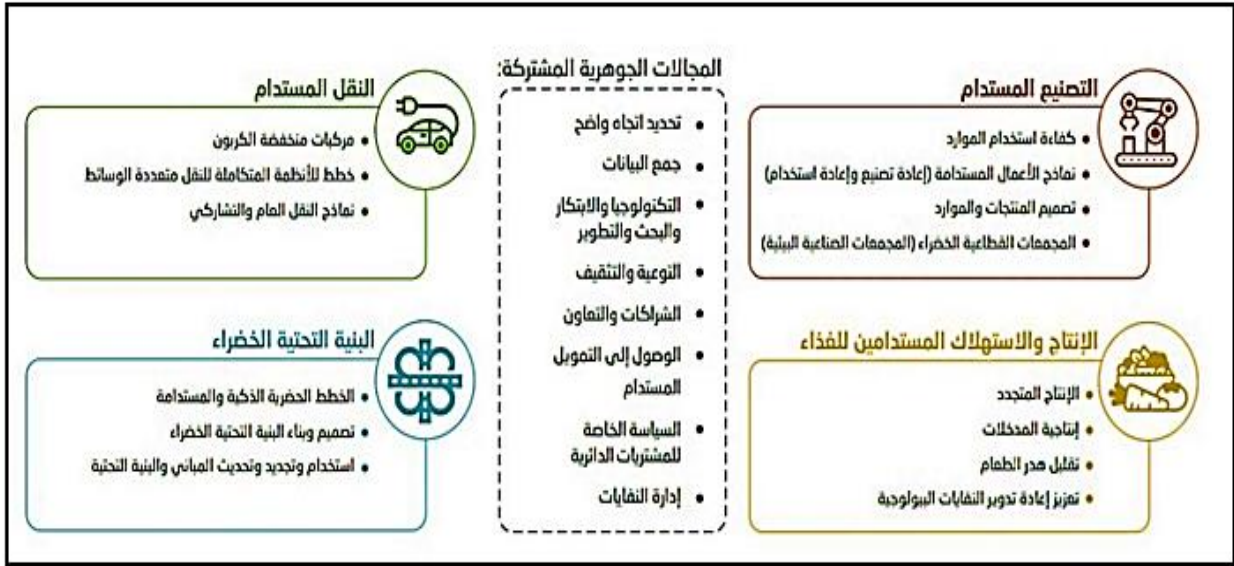 التصنيع المستدام
• كفاءة استخدام الموارد
• نماذج الأعمال المستدامة (إعادة تصنيع وإعادة استخدام)
• تصميم المنتجات والموارد
• المجمعات القطاعية الخضراء (المجمعات الصناعية البيئية)
الإنتاج والاستهلاك المستدامين للغذاء
• الإنتاج المتجدد
• إنتاجية المدخلات
• تقليل هدر الطعام
• تعزيز إعادة تدوير النفايات البيولوجية
المجالات الجوهرية المشتركة:
• تحديد اتجاه واضح
• جمع البيانات
• التكنولوجيا والابتكار
والبحث والتطوير
• التوعية والتثقيف
• الشراكات والتعاون
• الوصول إلى التمويل
المستدام
• السياسة الخاصة
للمشتريات الدائرية
• إدارة النفايات
النقل المستدام
• مركبات منخفضة الكربون
• خطط للأنظمة المتكاملة للنقل متعددة الوسائط
• نماذج النقل العام والتشاركي
البنية التحتية الخضراء
• الخطط الحضرية الذكية والمستدامة
• تصميم وبناء البنية التحتية الخضراء
• استخدام وتجديد وتحديث المباني والبنية التحتية